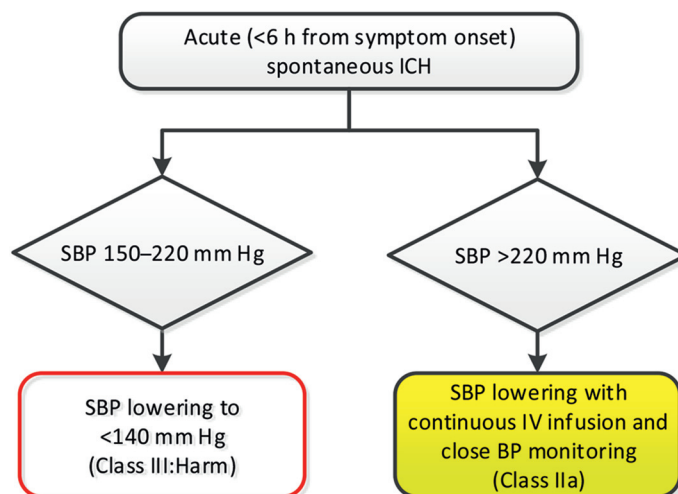 Acute (<6 h from symptom onset)
spontaneous ICH
SBP 150–220 mm Hg
SBP >220 mm Hg
SBP lowering to
<140 mm Hg
(Class III:Harm)
SBP lowering with
continuous IV infusion and
close BP monitoring
(Class IIa)